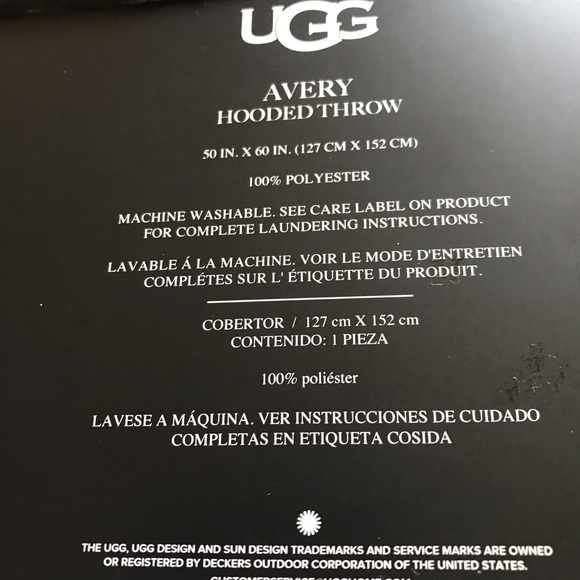 UGG
AVERY
HOODED THROW
50 IN. X 60 IN. (127 CM X 152 CM)
100% POLYESTER
MACHINE WASHABLE. SEE CARE LABEL ON PRODUCT
FOR COMPLETE LAUNDERING INSTRUCTIONS.
LAVABLE Á LA MACHINE. VOIR LE MODE D'ENTRETIEN
COMPLÉTES SUR L' ÉTIQUETTE DU PRODUIT.
COBERTOR / 127 cm X 152 cm
CONTENIDO: 1 PIEZA
100% poliéster
LAVESE A MÁQUINA. VER INSTRUCCIONES DE CUIDADO
COMPLETAS EN ETIQUETA COSIDA
THE UGG, UGG DESIGN AND SUN DESIGN TRADEMARKS AND SERVICE MARKS ARE OWNED
OR REGISTERED BY DECKERS OUTDOOR CORPORATION OF THE UNITED STATES.